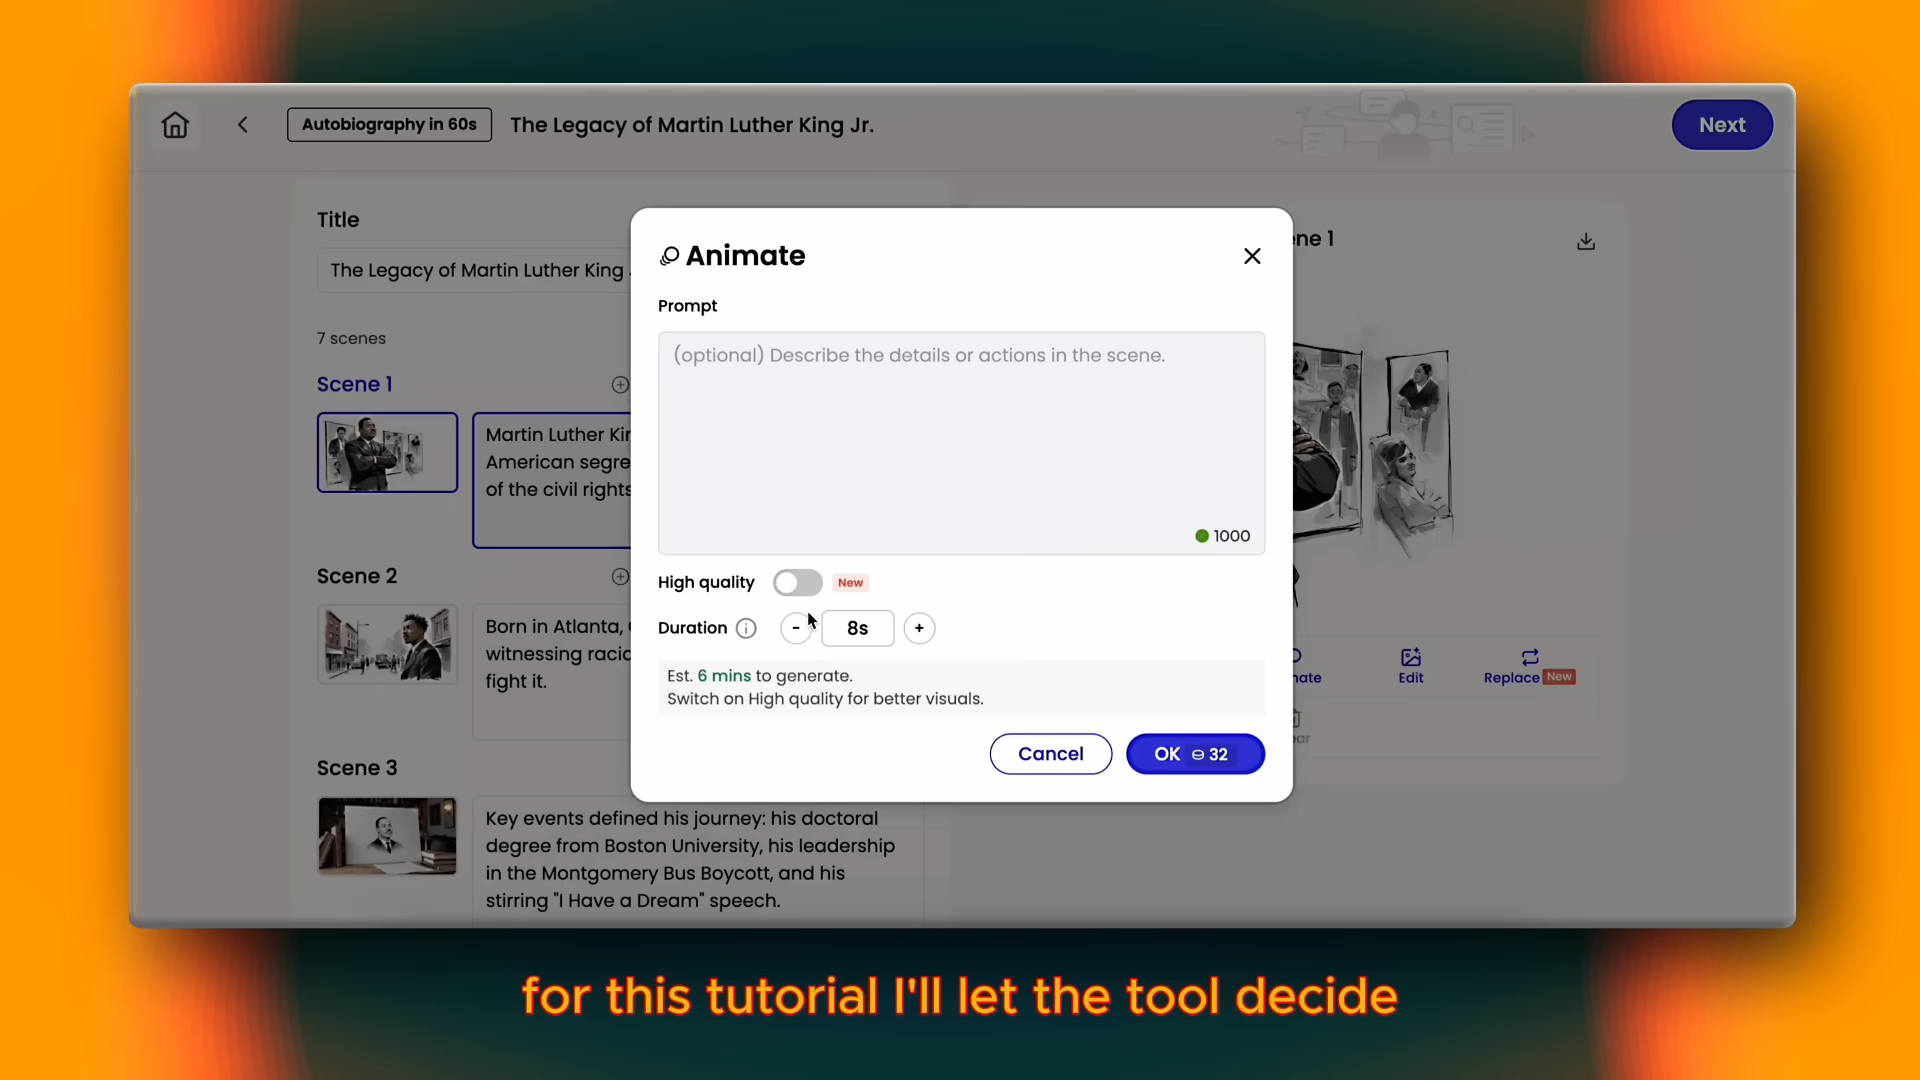 Autobiography in 60s
The Legacy of Martin Luther King Jr.
Next
Title
The Legacy of Martin Luther King
7 scenes
Scene 1
Martin Luther Kin
American segre
of the civil rights
Scene 2
Born in Atlanta,
witnessing racia
fight it.
Scene 3
Key events defined his journey: his doctoral
degree from Boston University, his leadership
in the Montgomery Bus Boycott, and his
stirring "I Have a Dream" speech.
Animate
Prompt
(optional) Describe the details or actions in the scene.
1000
High quality
New
Duration
-
8s
+
Est. 6 mins to generate.
Switch on High quality for better visuals.
Cancel
OK 32
ne 1
nate
Edit
Replace New
ar
for this tutorial I'll let the tool decide